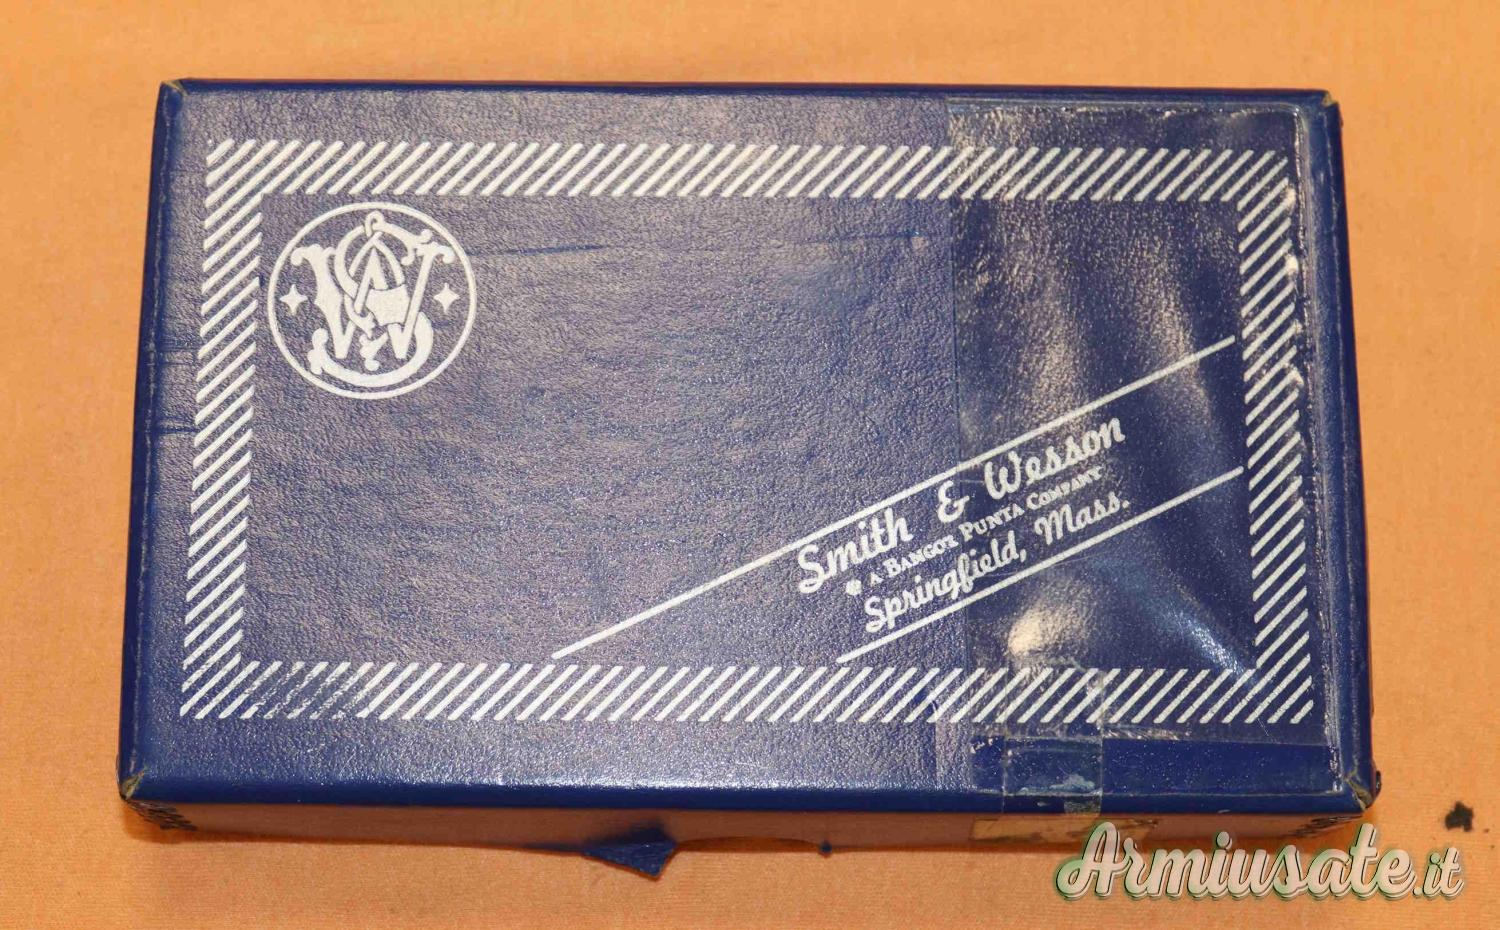 Smith & Wesson
A BANGOR PUNTA COMPANY
Springfield, Mass.
Armiusate.it